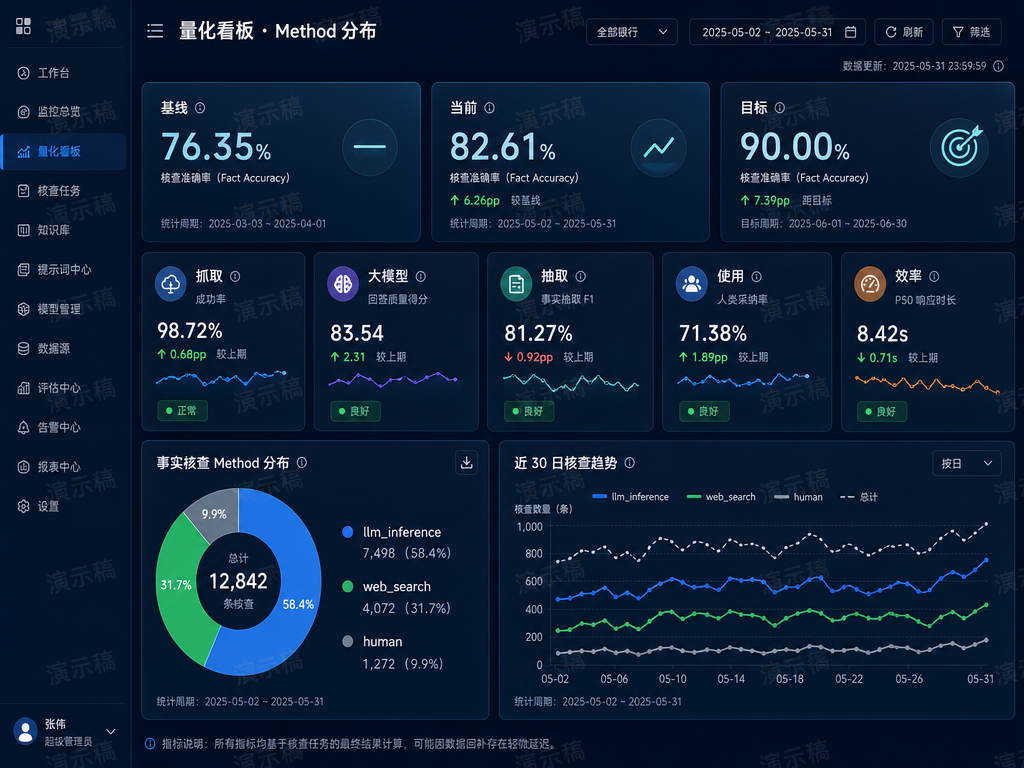 量化看板 · Method 分布
全部银行
2025-05-02 ~ 2025-05-31
刷新
筛选
数据更新：2025-05-31 23:59:59
工作台
监控总览
量化看板
核查任务
知识库
提示词中心
模型管理
数据源
评估中心
告警中心
报表中心
设置
张伟
超级管理员
基线
76.35%
核查准确率（Fact Accuracy）
统计周期：2025-03-03 ~ 2025-04-01
当前
82.61%
核查准确率（Fact Accuracy）
↑ 6.26pp 较基线
统计周期：2025-05-02 ~ 2025-05-31
目标
90.00%
核查准确率（Fact Accuracy）
↑ 7.39pp 距目标
目标周期：2025-06-01 ~ 2025-06-30
抓取
成功率
98.72%
↑ 0.68pp 较上期
正常
大模型
回答质量得分
83.54
↑ 2.31 较上期
良好
抽取
事实抽取 F1
81.27%
↓ 0.92pp 较上期
良好
使用
人类采纳率
71.38%
↑ 1.89pp 较上期
良好
效率
P50 响应时长
8.42s
↓ 0.71s 较上期
良好
事实核查 Method 分布
9.9%
31.7%
58.4%
总计
12,842
条核查
llm_inference
7,498（58.4%）
web_search
4,072（31.7%）
human
1,272（9.9%）
统计周期：2025-05-02 ~ 2025-05-31
近 30 日核查趋势
按日
llm_inference
web_search
human
总计
核查数量（条）
1,000
800
600
400
200
0
05-02
05-06
05-10
05-14
05-18
05-22
05-26
05-31
统计周期：2025-05-02 ~ 2025-05-31
指标说明：所有指标均基于核查任务的最终结果计算，可能因数据回补存在轻微延迟。
演示稿